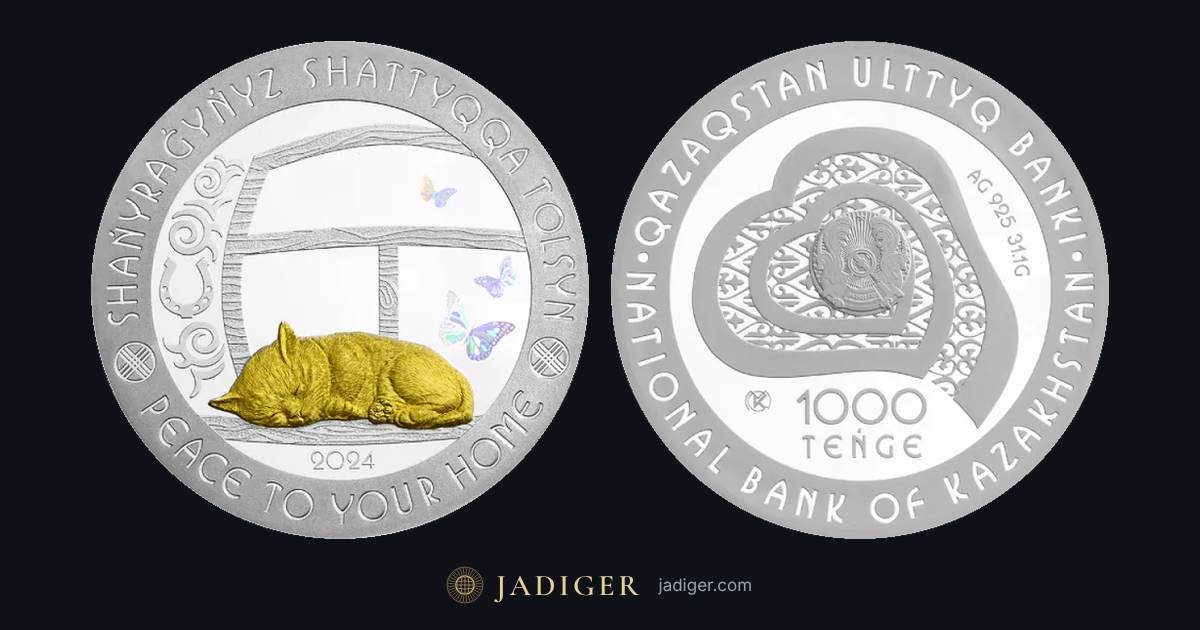 SHAŃYRAǴYŃYZ SHATTYQQA TOLSYN
PEACE TO YOUR HOME
2024
QAZAQSTAN ULTTYQ BANKI
NATIONAL BANK OF KAZAKHSTAN
AG 925 31.1G
1000
TEŃGE
JADIGER
jadiger.com